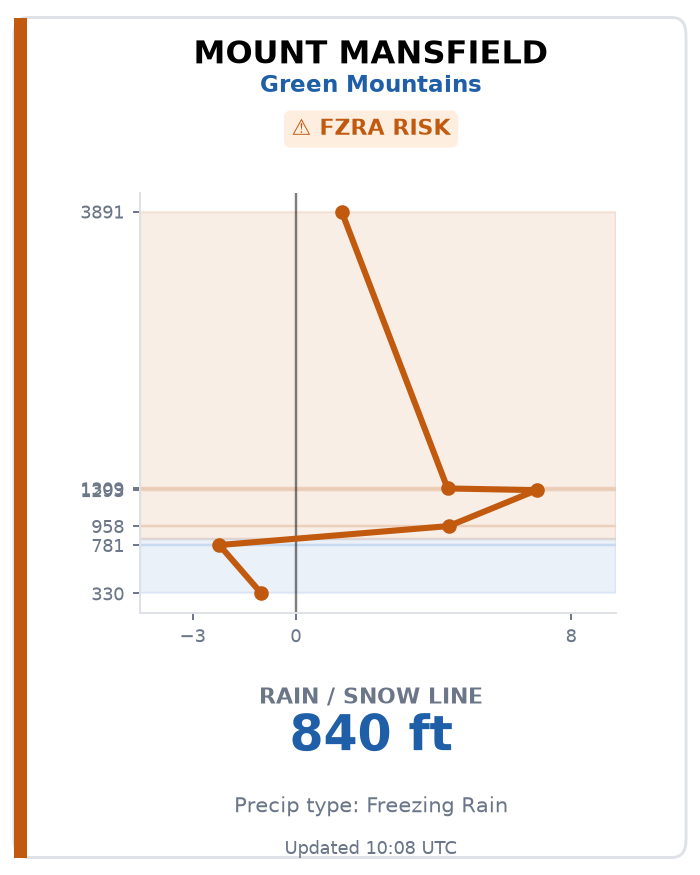 MOUNT MANSFIELD
Green Mountains
⚠ FZRA RISK
3891
958
781
330
−3 0 8
RAIN / SNOW LINE
840 ft
Precip type: Freezing Rain
Updated 10:08 UTC